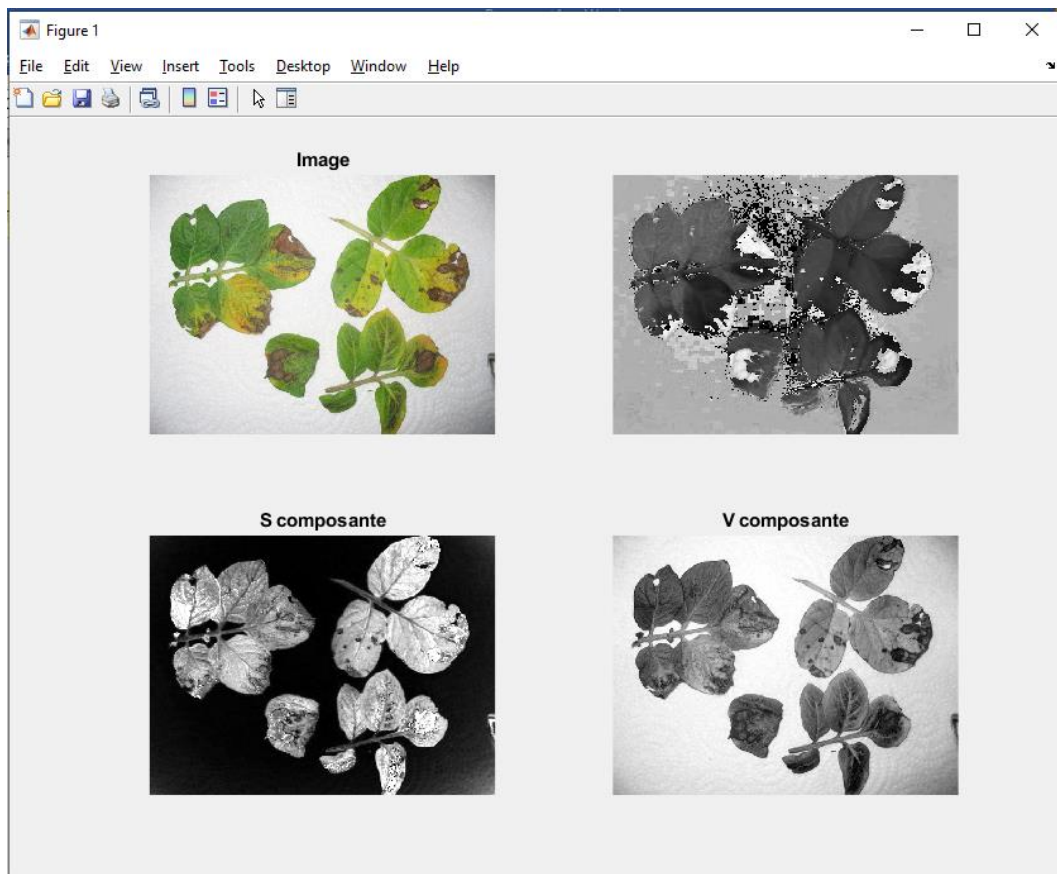 Figure 1
File Edit View Insert Tools Desktop Window Help
Image
S composante
V composante